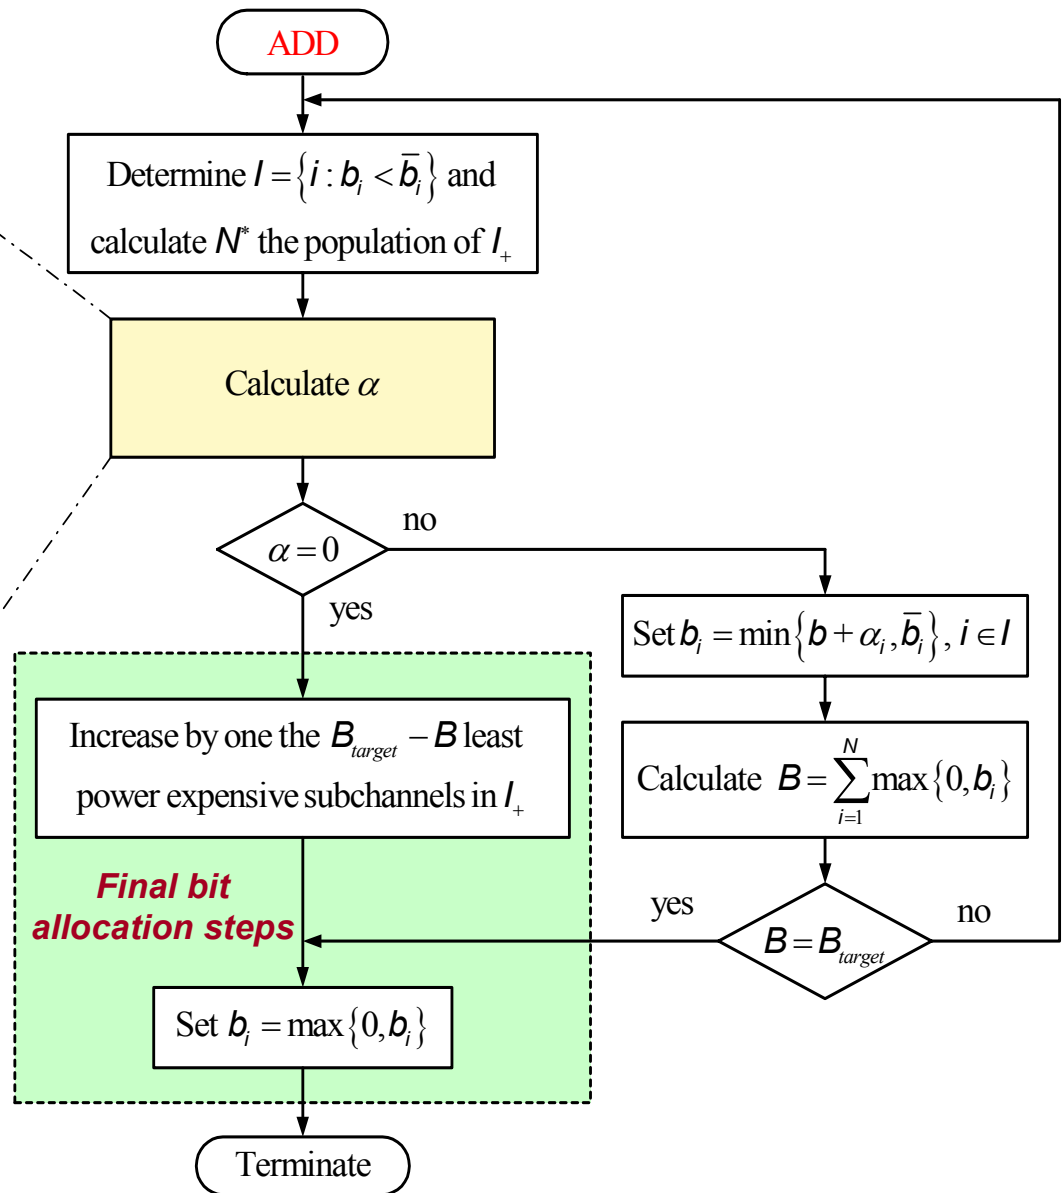 ADD
Determine I = {i : b_i < b̅_i} and
calculate N* the population of I_+
Calculate α
α = 0
no
yes
Set b_i = min{b + α_i, b̅_i}, i ∈ I
Increase by one the B_target − B least
power expensive subchannels in I_+
Calculate B = ∑_{i=1}^{N} max{0, b_i}
Final bit
allocation steps
yes
no
B = B_target
Set b_i = max{0, b_i}
Terminate